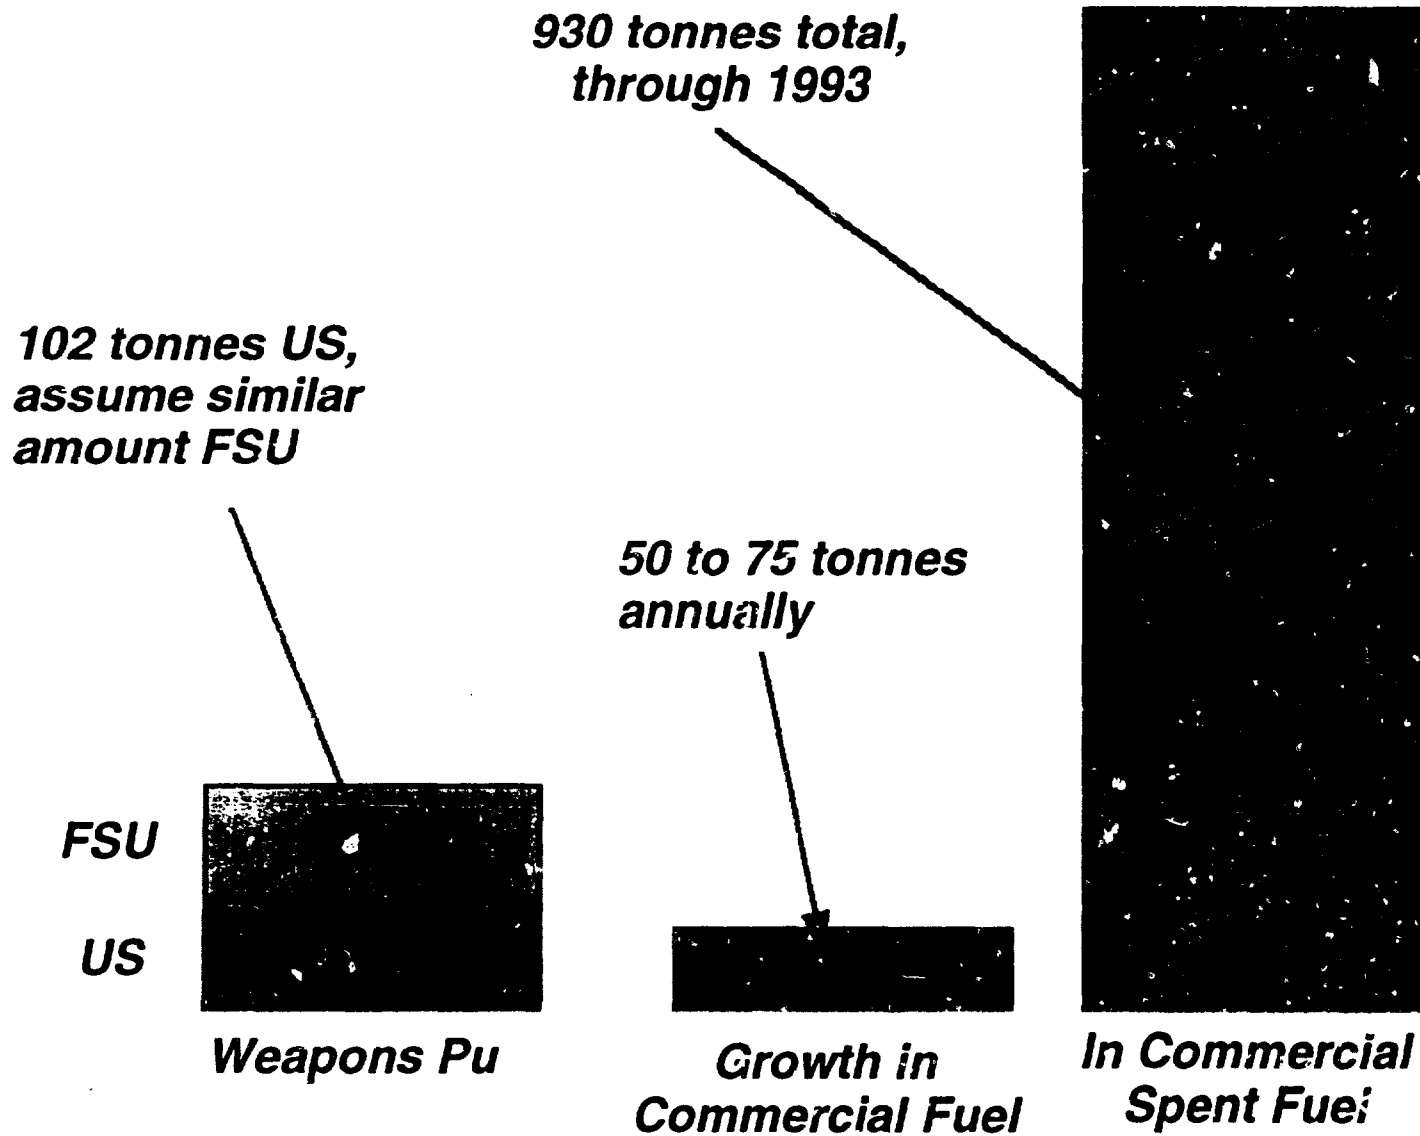 930 tonnes total,
through 1993
102 tonnes US,
assume similar
amount FSU
50 to 75 tonnes
annually
FSU
US
Weapons Pu
Growth in
Commercial Fuel
In Commercial
Spent Fuel